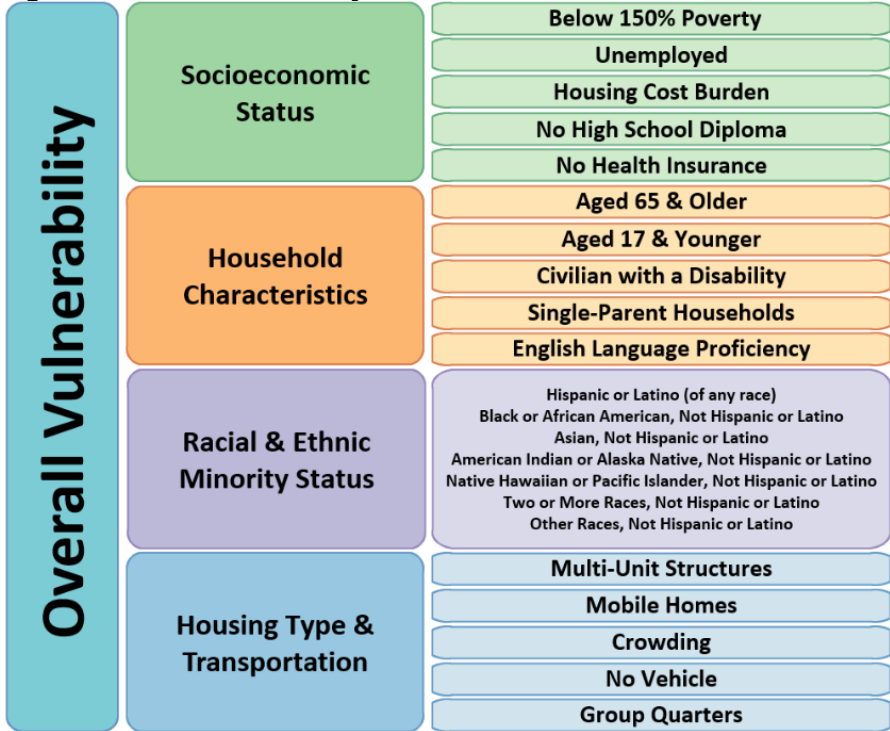 Overall Vulnerability
Socioeconomic
Status
Below 150% Poverty
Unemployed
Housing Cost Burden
No High School Diploma
No Health Insurance
Household
Characteristics
Aged 65 & Older
Aged 17 & Younger
Civilian with a Disability
Single-Parent Households
English Language Proficiency
Racial & Ethnic
Minority Status
Hispanic or Latino (of any race)
Black or African American, Not Hispanic or Latino
Asian, Not Hispanic or Latino
American Indian or Alaska Native, Not Hispanic or Latino
Native Hawaiian or Pacific Islander, Not Hispanic or Latino
Two or More Races, Not Hispanic or Latino
Other Races, Not Hispanic or Latino
Housing Type &
Transportation
Multi-Unit Structures
Mobile Homes
Crowding
No Vehicle
Group Quarters